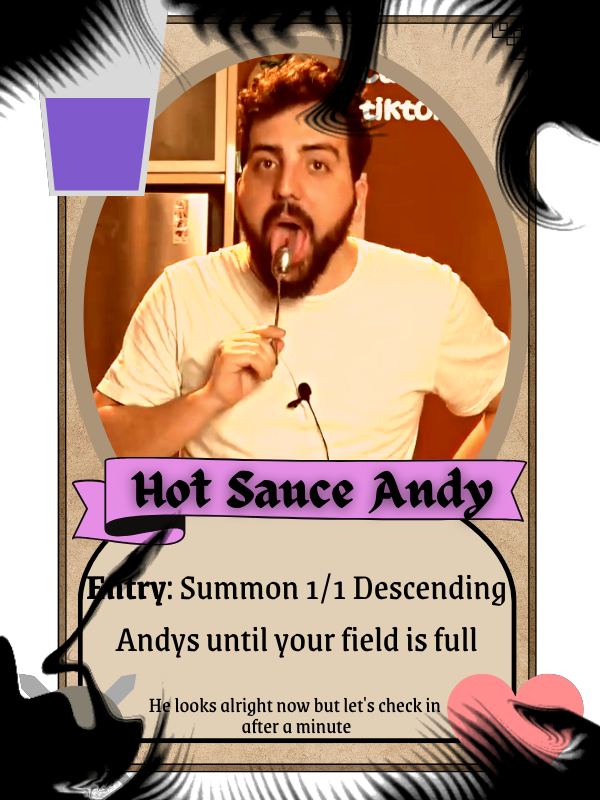 tikto
Hot Sauce Andy
Entry: Summon 1/1 Descending
Andys until your field is full
He looks alright now but let's check in
after a minute